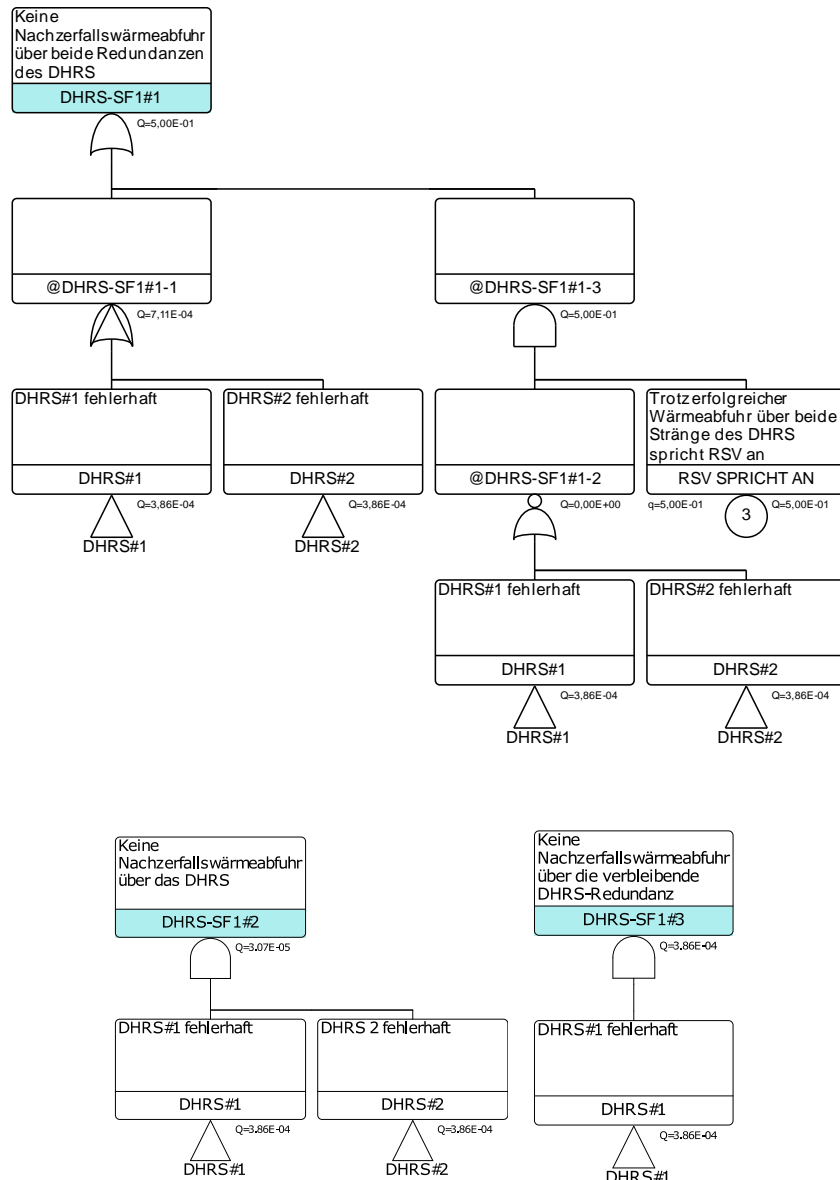 Keine
Nachzerfallswärmeabfuhr
über beide Redundanzen
des DHRS
DHRS-SF1#1
Q=5,00E-01
@DHRS-SF1#1-1
Q=7,11E-04
@DHRS-SF1#1-3
Q=5,00E-01
DHRS#1 fehlerhaft
DHRS#1
Q=3,86E-04
DHRS#1
DHRS#2 fehlerhaft
DHRS#2
Q=3,86E-04
DHRS#2
@DHRS-SF1#1-2
Q=0,00E+00
Trotz erfolgreicher
Wärmeabfuhr über beide
Stränge des DHRS
spricht RSV an
RSV SPRICHT AN
q=5,00E-01
Q=5,00E-01
3
DHRS#1 fehlerhaft
DHRS#1
Q=3,86E-04
DHRS#1
DHRS#2 fehlerhaft
DHRS#2
Q=3,86E-04
DHRS#2
Keine
Nachzerfallswärmeabfuhr
über das DHRS
DHRS-SF1#2
Q=3.07E-05
DHRS#1 fehlerhaft
DHRS#1
Q=3.86E-04
DHRS#1
DHRS 2 fehlerhaft
DHRS#2
Q=3.86E-04
DHRS#2
Keine
Nachzerfallswärmeabfuhr
über die verbleibende
DHRS-Redundanz
DHRS-SF1#3
Q=3.86E-04
DHRS#1 fehlerhaft
DHRS#1
Q=3.86E-04
DHRS#1